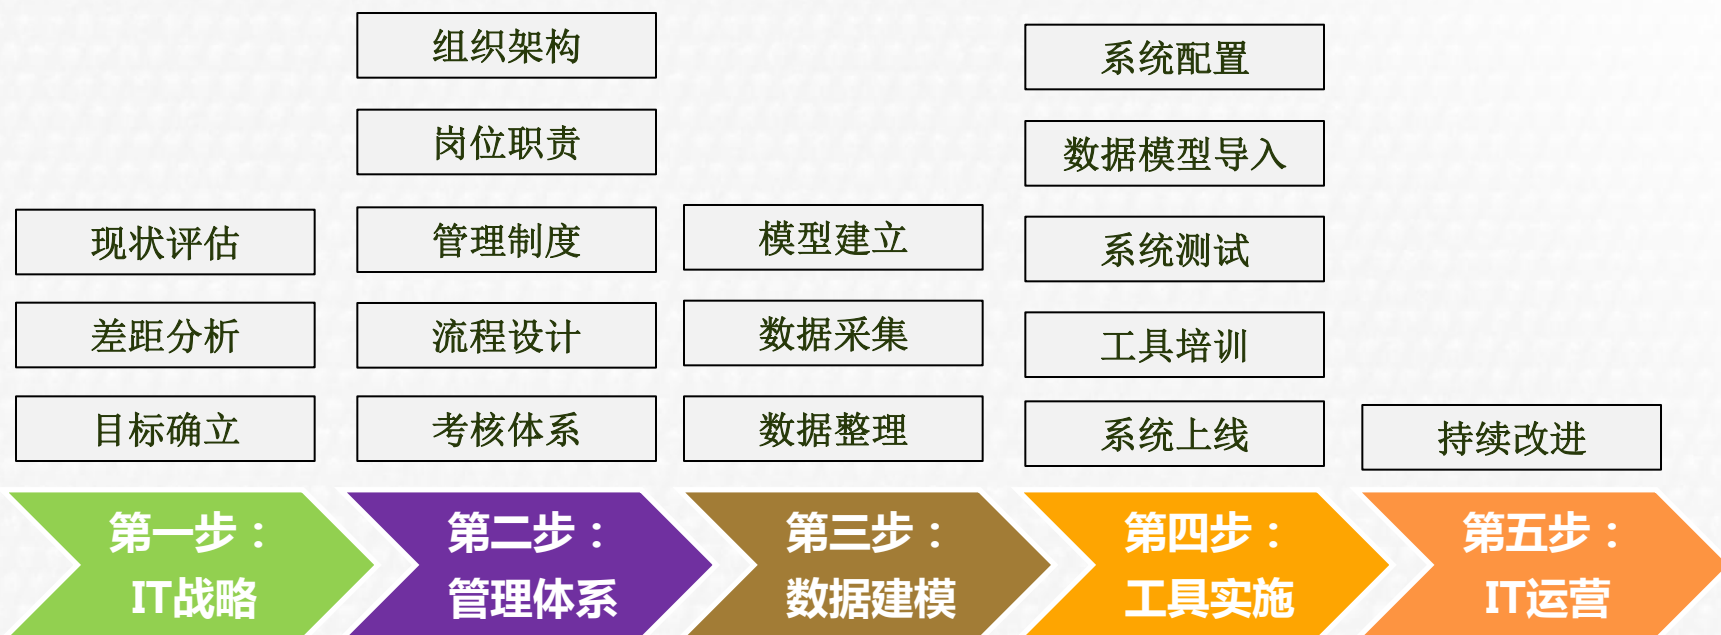 现状评估
差距分析
目标确立
第一步：
IT战略
组织架构
岗位职责
管理制度
流程设计
考核体系
第二步：
管理体系
模型建立
数据采集
数据整理
第三步：
数据建模
系统配置
数据模型导入
系统测试
工具培训
系统上线
第四步：
工具实施
持续改进
第五步：
IT运营